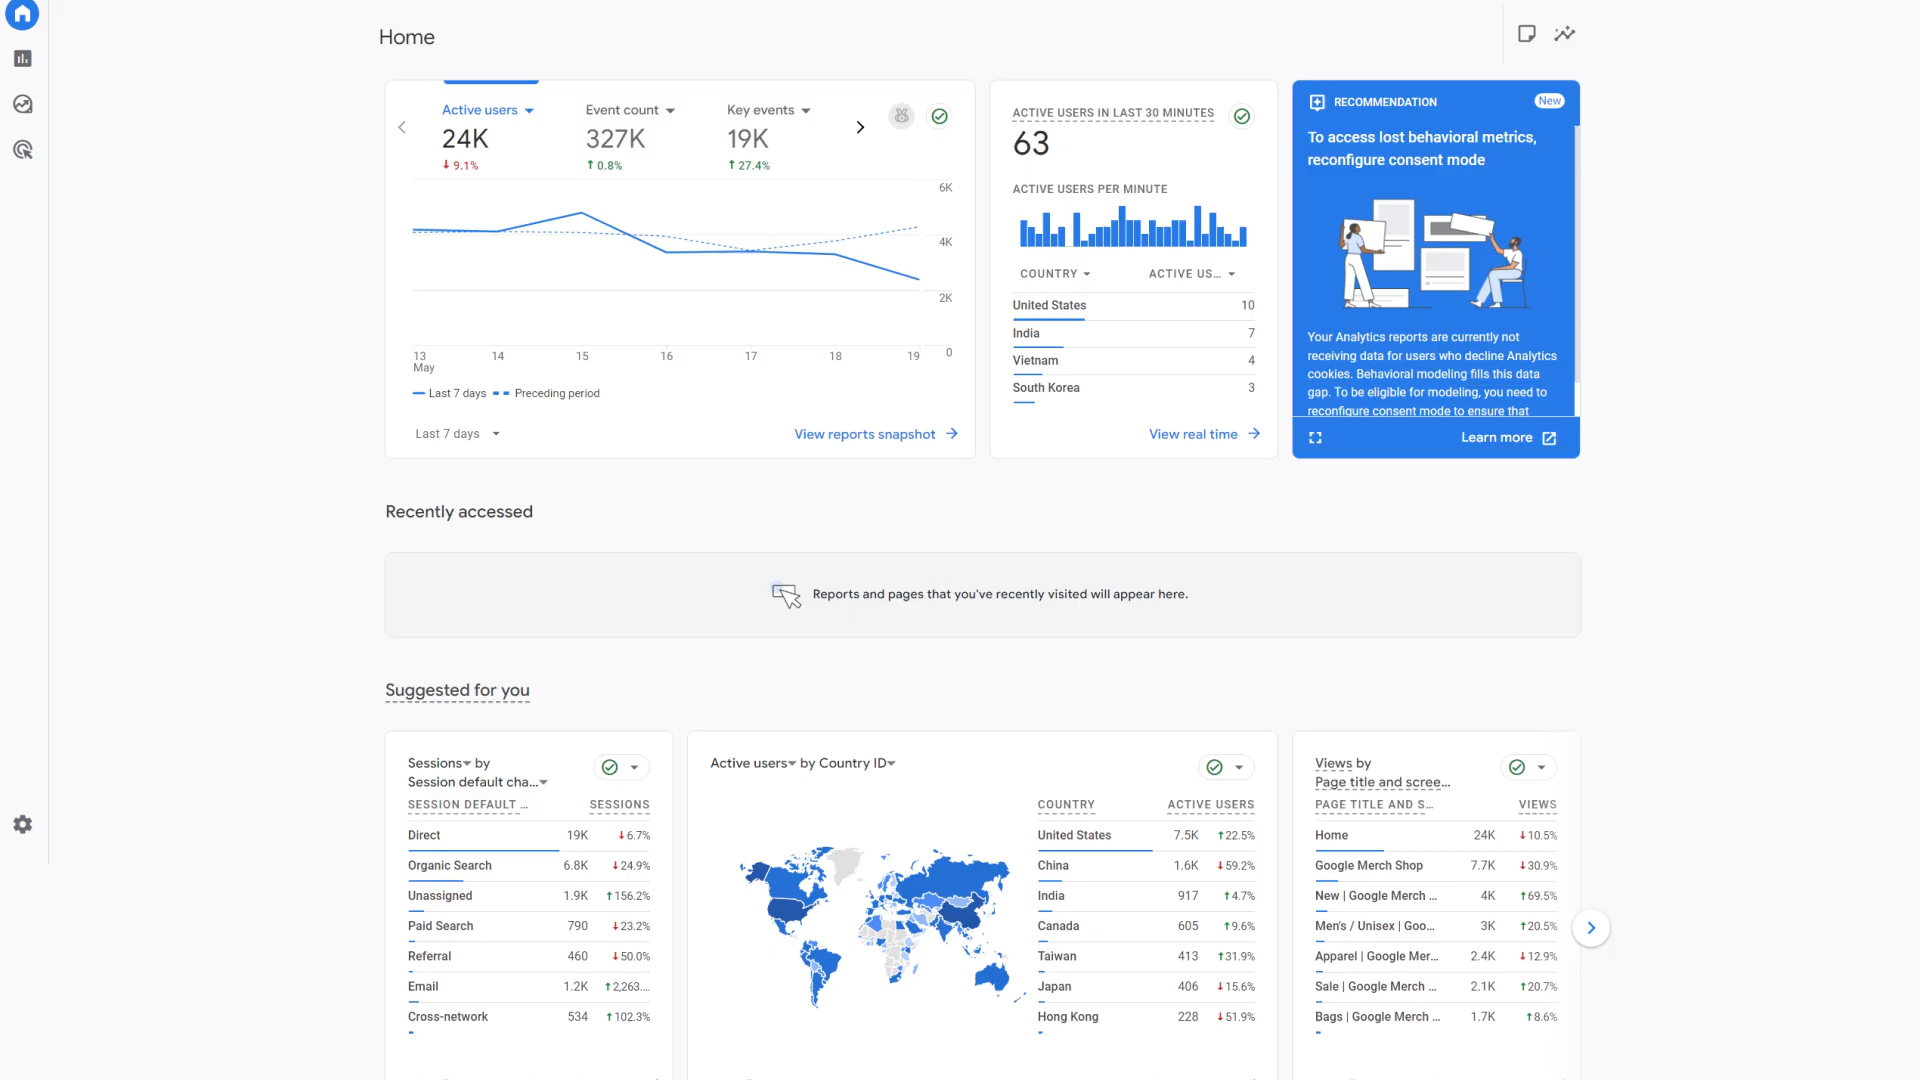 Home
Active users
24K
9.1%
Event count
327K
0.8%
Key events
19K
27.4%
6K
4K
2K
0
13
May
14
15
16
17
18
19
Last 7 days
Preceding period
Last 7 days
View reports snapshot
ACTIVE USERS IN LAST 30 MINUTES
63
ACTIVE USERS PER MINUTE
COUNTRY
ACTIVE US…
United States 10
India 7
Vietnam 4
South Korea 3
View real time
RECOMMENDATION
New
To access lost behavioral metrics,
reconfigure consent mode
Your Analytics reports are currently not
receiving data for users who decline Analytics
cookies. Behavioral modeling fills this data
gap. To be eligible for modeling, you need to
reconfigure consent mode to ensure that
Learn more
Recently accessed
Reports and pages that you've recently visited will appear here.
Suggested for you
Sessions by
Session default cha…
SESSION DEFAULT … SESSIONS
Direct 19K 6.7%
Organic Search 6.8K 24.9%
Unassigned 1.9K 156.2%
Paid Search 790 23.2%
Referral 460 50.0%
Email 1.2K 2,263.…
Cross-network 534 102.3%
Active users by Country ID
COUNTRY ACTIVE USERS
United States 7.5K 22.5%
China 1.6K 59.2%
India 917 4.7%
Canada 605 9.6%
Taiwan 413 31.9%
Japan 406 15.6%
Hong Kong 228 51.9%
Views by
Page title and scree…
PAGE TITLE AND S… VIEWS
Home 24K 10.5%
Google Merch Shop 7.7K 30.9%
New | Google Merch … 4K 69.5%
Men's / Unisex | Goo… 3K 20.5%
Apparel | Google Mer… 2.4K 12.9%
Sale | Google Merch … 2.1K 20.7%
Bags | Google Merch … 1.7K 8.6%